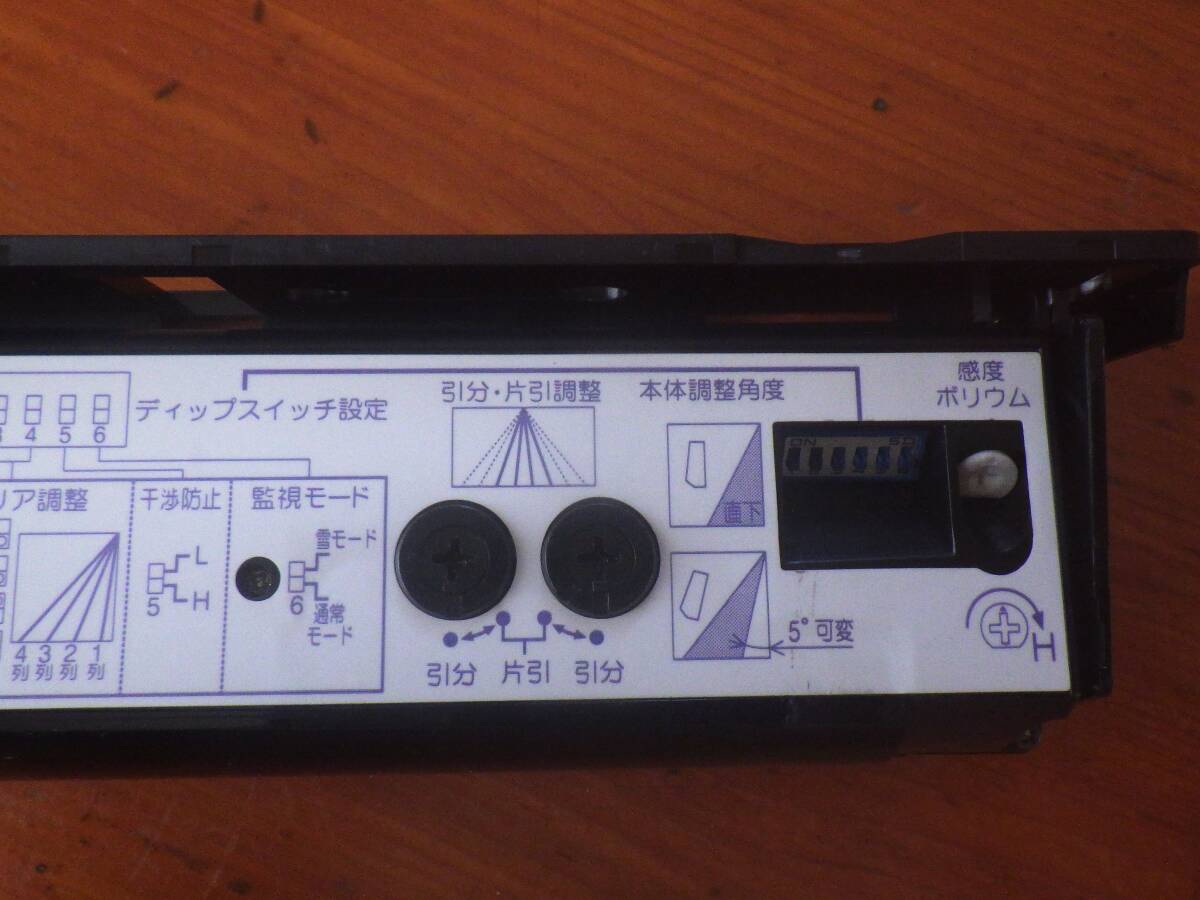 4 5 6
ディップスイッチ設定
引分・片引調整
本体調整角度
感度
ボリウム
ON SD
直下
リア調整
干渉防止
監視モード
雪モード
L
H
5
6
通常
モード
4 3 2 1
列 列 列 列
引分 片引 引分
5°可変
H